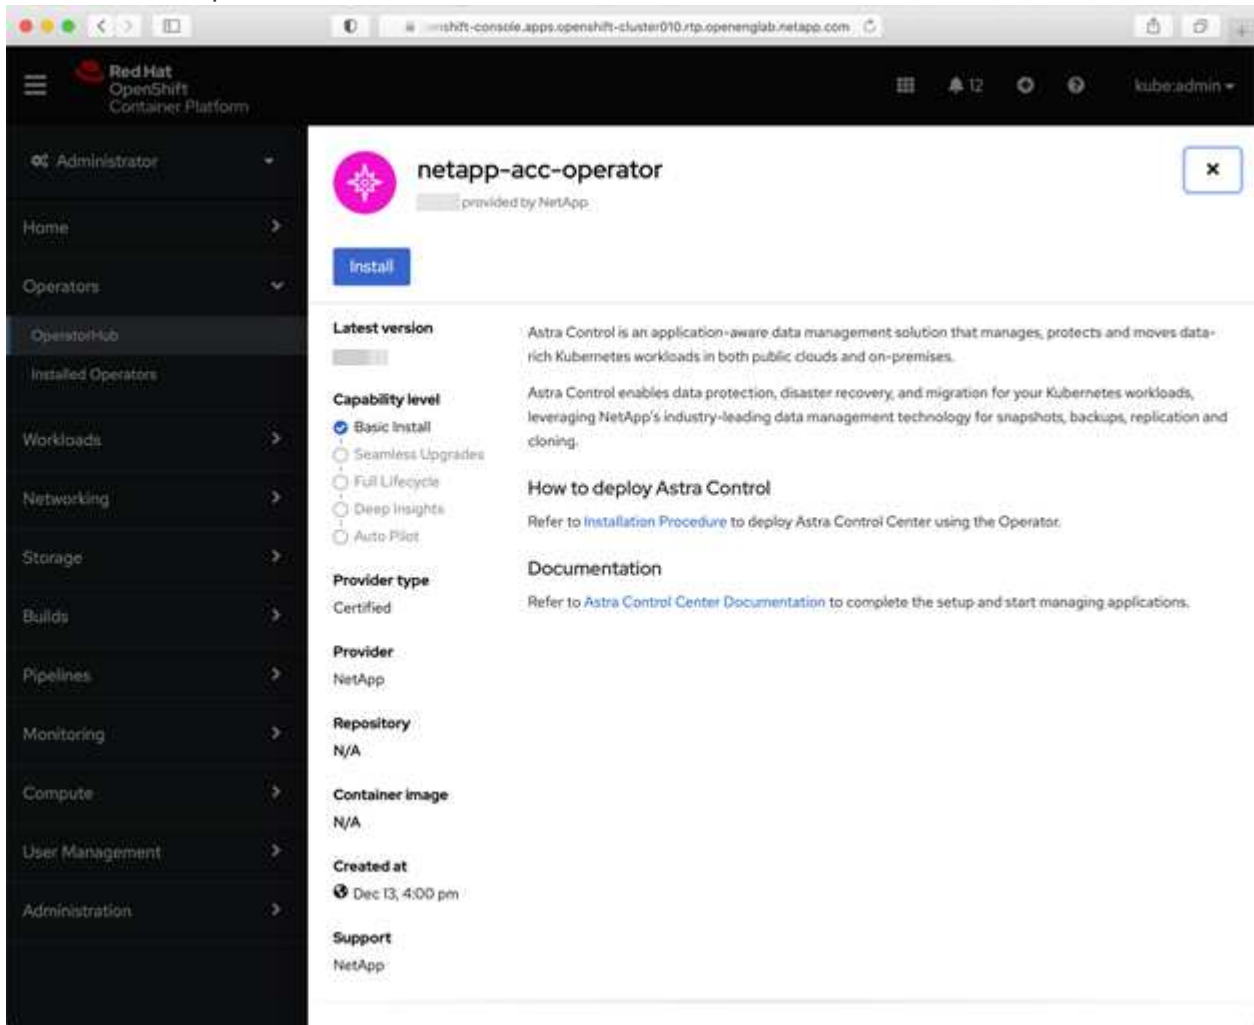 shift-console.apps.openshift-cluster010.rtp.openenglab.netapp.com
Red Hat
OpenShift
Container Platform
12
kube:admin
Administrator
Home
Operators
OperatorHub
Installed Operators
Workloads
Networking
Storage
Builds
Pipelines
Monitoring
Compute
User Management
Administration
netapp-acc-operator
provided by NetApp
Install
Latest version
Capability level
Basic Install
Seamless Upgrades
Full Lifecycle
Deep Insights
Auto Pilot
Provider type
Certified
Provider
NetApp
Repository
N/A
Container image
N/A
Created at
Dec 13, 4:00 pm
Support
NetApp
Astra Control is an application-aware data management solution that manages, protects and moves data-
rich Kubernetes workloads in both public clouds and on-premises.
Astra Control enables data protection, disaster recovery, and migration for your Kubernetes workloads,
leveraging NetApp's industry-leading data management technology for snapshots, backups, replication and
cloning.
How to deploy Astra Control
Refer to Installation Procedure to deploy Astra Control Center using the Operator.
Documentation
Refer to Astra Control Center Documentation to complete the setup and start managing applications.